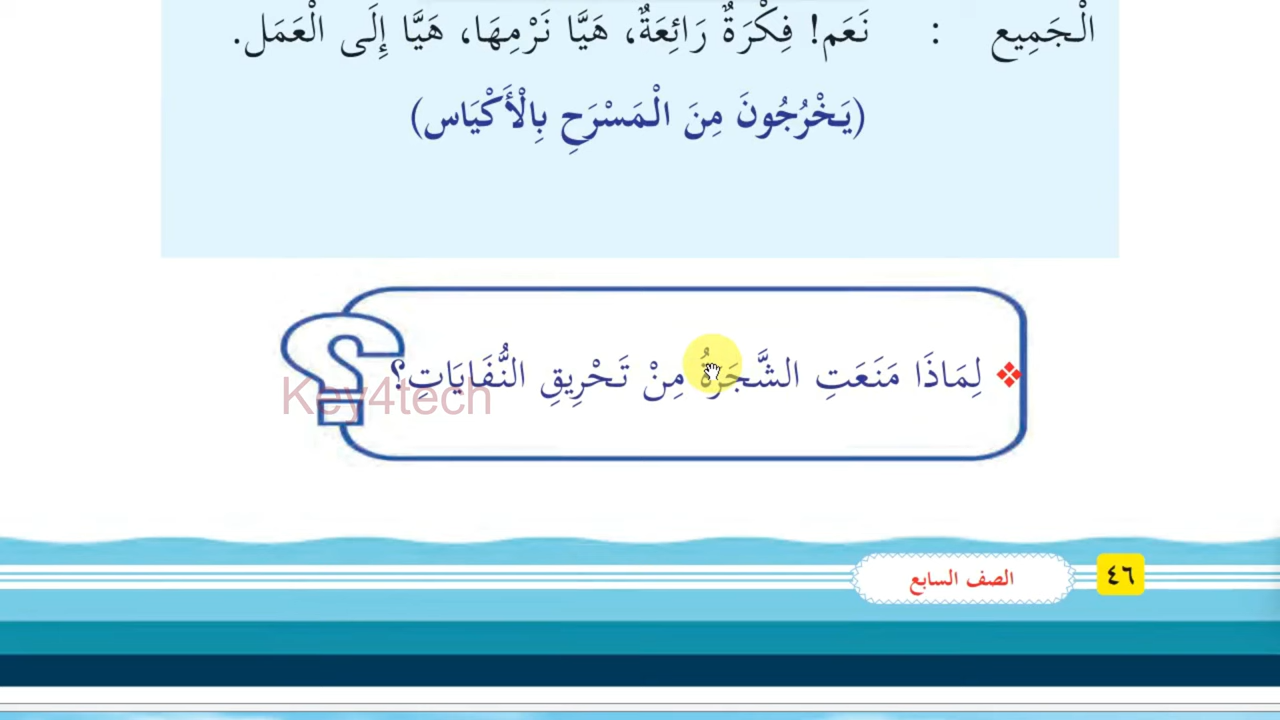 الْجَمِيع : نَعَم! فِكْرَةٌ رَائِعَةٌ، هَيَّا نَرْمِهَا، هَيَّا إِلَى الْعَمَل.
(يَخْرُجُونَ مِنَ الْمَسْرَحِ بِالْأَكْيَاس)
❖ لِمَاذَا مَنَعَتِ الشَّجَرَةُ مِنْ تَحْرِيقِ النُّفَايَاتِ؟
Key4tech
الصف السابع
٤٦